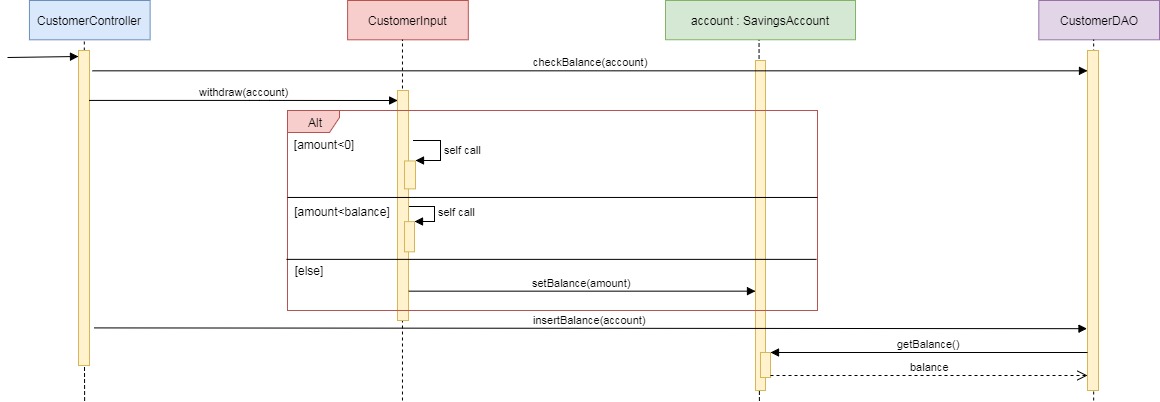 CustomerController
CustomerInput
account : SavingsAccount
CustomerDAO
checkBalance(account)
withdraw(account)
Alt
[amount<0]
self call
[amount<balance]
self call
[else]
setBalance(amount)
insertBalance(account)
getBalance()
balance